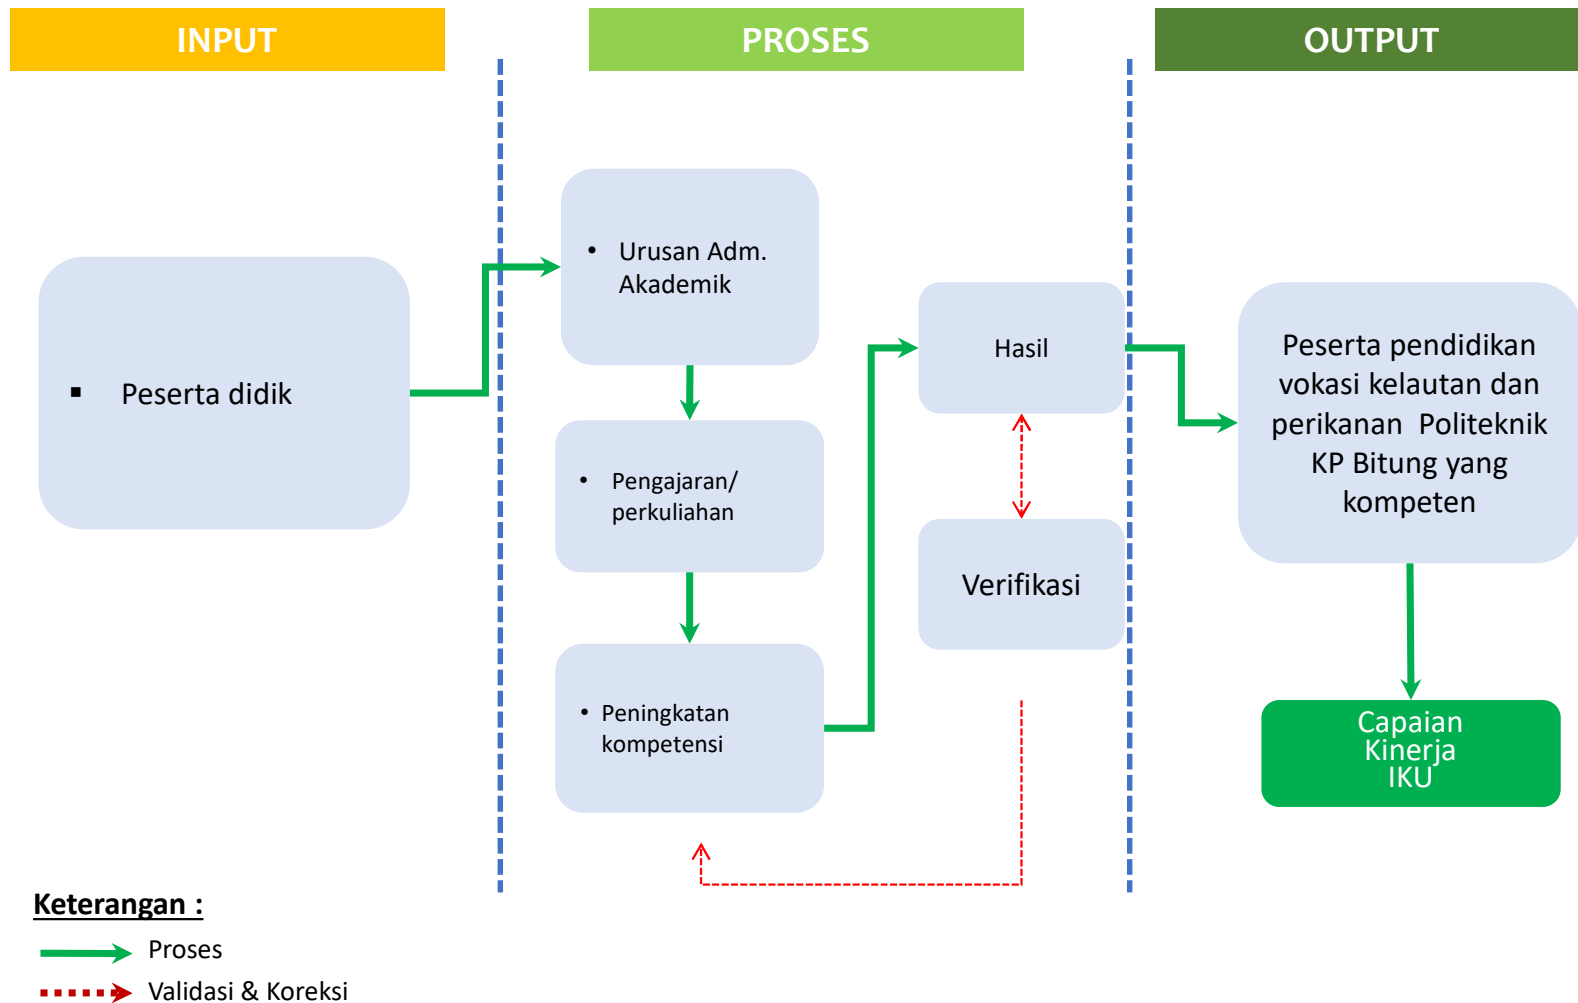 INPUT
PROSES
OUTPUT
▪ Peserta didik
• Urusan Adm.
Akademik
• Pengajaran/
perkuliahan
• Peningkatan
kompetensi
Hasil
Verifikasi
Peserta pendidikan
vokasi kelautan dan
perikanan Politeknik
KP Bitung yang
kompeten
Capaian
Kinerja
IKU
Keterangan :
Proses
Validasi & Koreksi